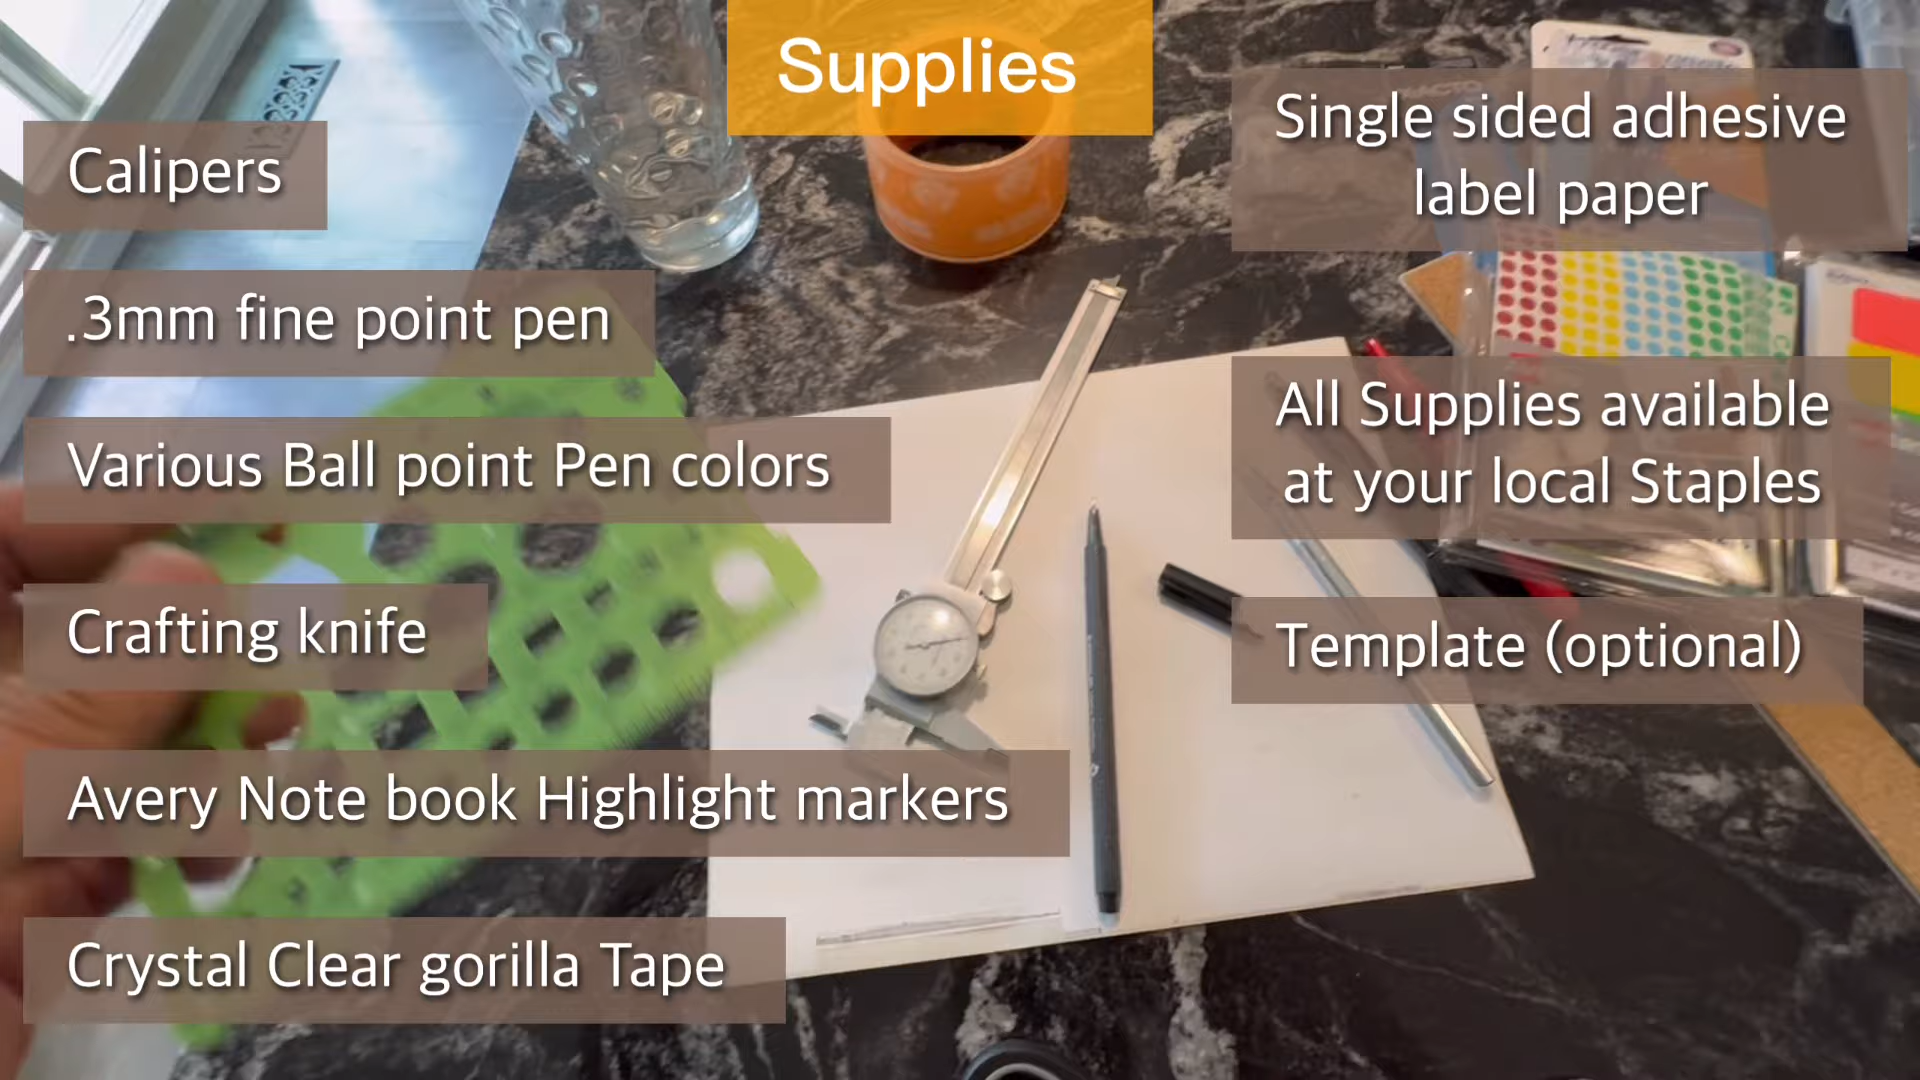 Supplies
Calipers
.3mm fine point pen
Various Ball point Pen colors
Crafting knife
Avery Note book Highlight markers
Crystal Clear gorilla Tape
Single sided adhesive
label paper
All Supplies available
at your local Staples
Template (optional)